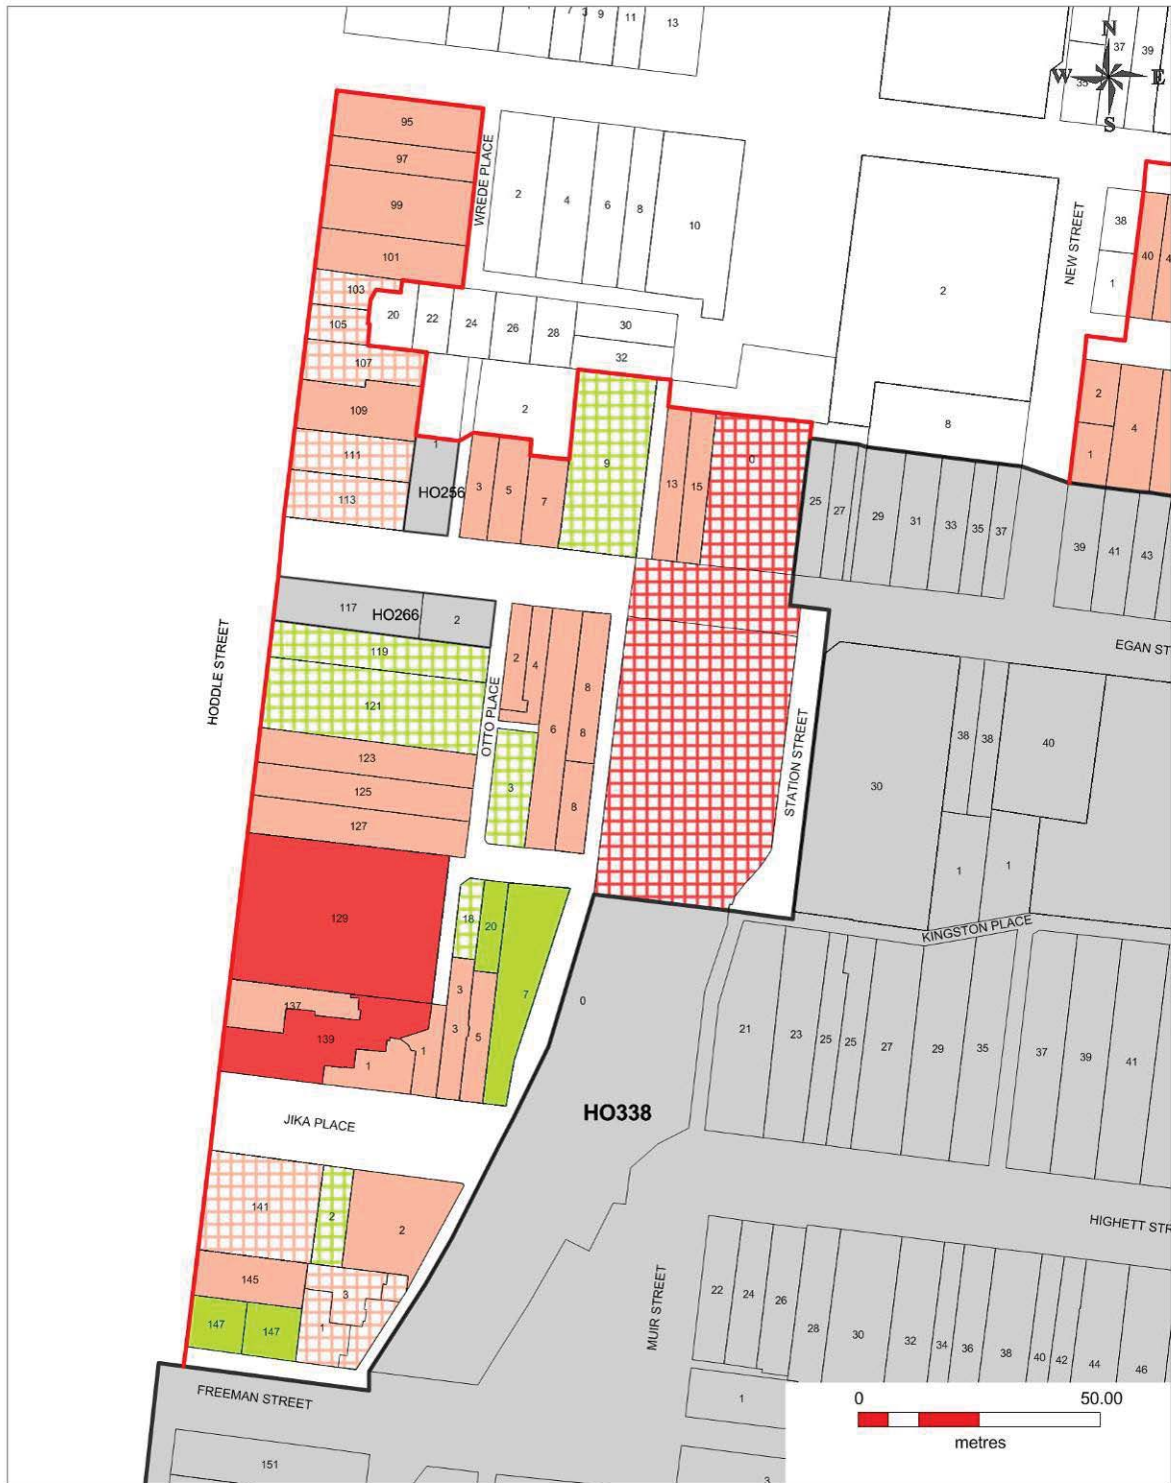 7 3 9 11 13
N
37 39
W 35 E
S
95
97
WREDE PLACE
99
2 4 6 8 10
NEW STREET
38
40 4
101
103
1
105
20 22 24 26 28 30
2
32
107
109
2
2
4
8
1
111
1
HO256
113
3 5 7
9
13 15
0
25 27 29 31 33 35 37
39 41 43
117 HO266 2
119
HODDLE STREET
EGAN ST
121
OTTO PLACE
2 4
6
8
8
8
3
STATION STREET
38 38 40
30
123
125
127
129
1 1
KINGSTON PLACE
18 20
7
0
137
139
3
3
5
1
1
21 23 25 25 27 29 35
37 39 41
JIKA PLACE
HO338
141
2
2
HIGHETT STR
145
3
1
147 147
MUIR STREET
22 24 26
28 30 32 34 36 38 40 42 44 46
FREEMAN STREET
1
0 50.00
metres
151
3